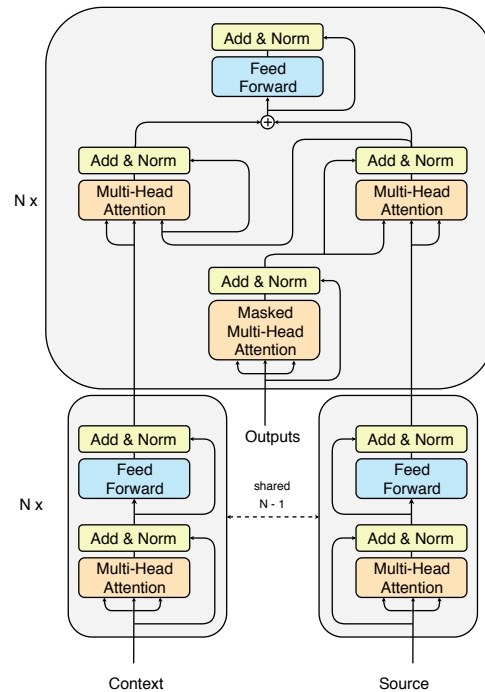 Add & Norm
Feed
Forward
Add & Norm
Multi-Head
Attention
Add & Norm
Multi-Head
Attention
N x
Add & Norm
Masked
Multi-Head
Attention
Outputs
Add & Norm
Feed
Forward
Add & Norm
Multi-Head
Attention
N x
shared
N - 1
Add & Norm
Feed
Forward
Add & Norm
Multi-Head
Attention
Context
Source